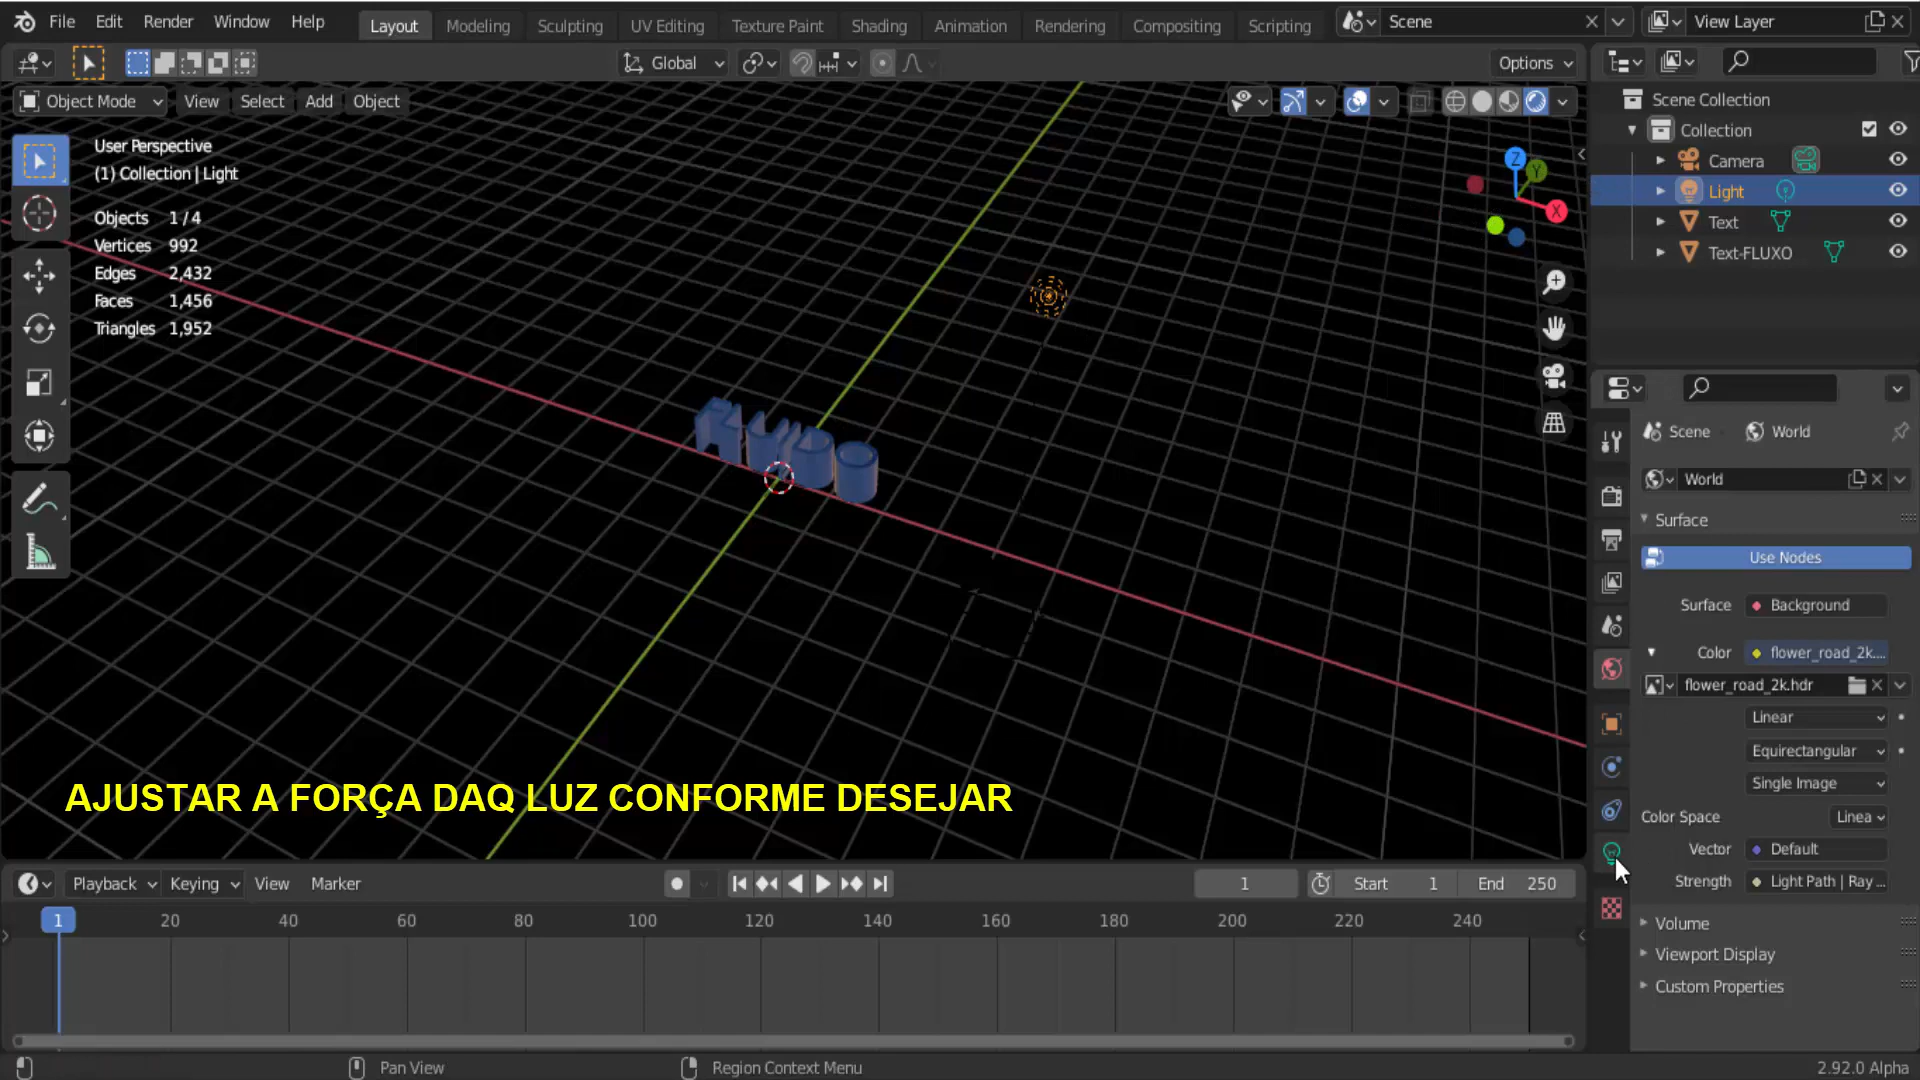 File Edit Render Window Help Layout Modeling Sculpting UV Editing Texture Paint Shading Animation Rendering Compositing Scripting Scene View Layer
Global Options
Object Mode View Select Add Object
User Perspective
(1) Collection | Light
Objects 1 / 4
Vertices 992
Edges 2,432
Faces 1,456
Triangles 1,952
Z
Y
X
FLUXO
AJUSTAR A FORÇA DAQ LUZ CONFORME DESEJAR
Scene Collection
Collection
Camera
Light
Text
Text-FLUXO
Scene World
World
Surface
Use Nodes
Surface Background
Color flower_road_2k....
flower_road_2k.hdr
Linear
Equirectangular
Single Image
Color Space Linea
Vector Default
Strength Light Path | Ray ...
Volume
Viewport Display
Custom Properties
Playback Keying View Marker 1 Start 1 End 250
1 20 40 60 80 100 120 140 160 180 200 220 240
Pan View Region Context Menu 2.92.0 Alpha